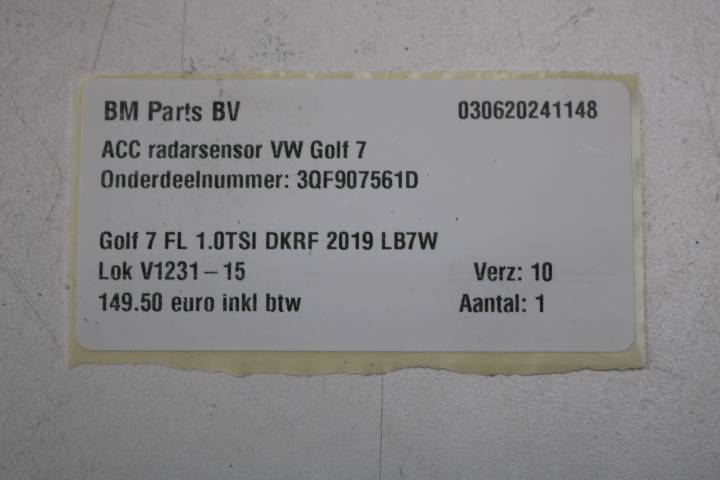 BM Parts BV 030620241148
ACC radarsensor VW Golf 7
Onderdeelnummer: 3QF907561D
Golf 7 FL 1.0TSI DKRF 2019 LB7W
Lok V1231-15 Verz: 10
149.50 euro inkl btw Aantal: 1